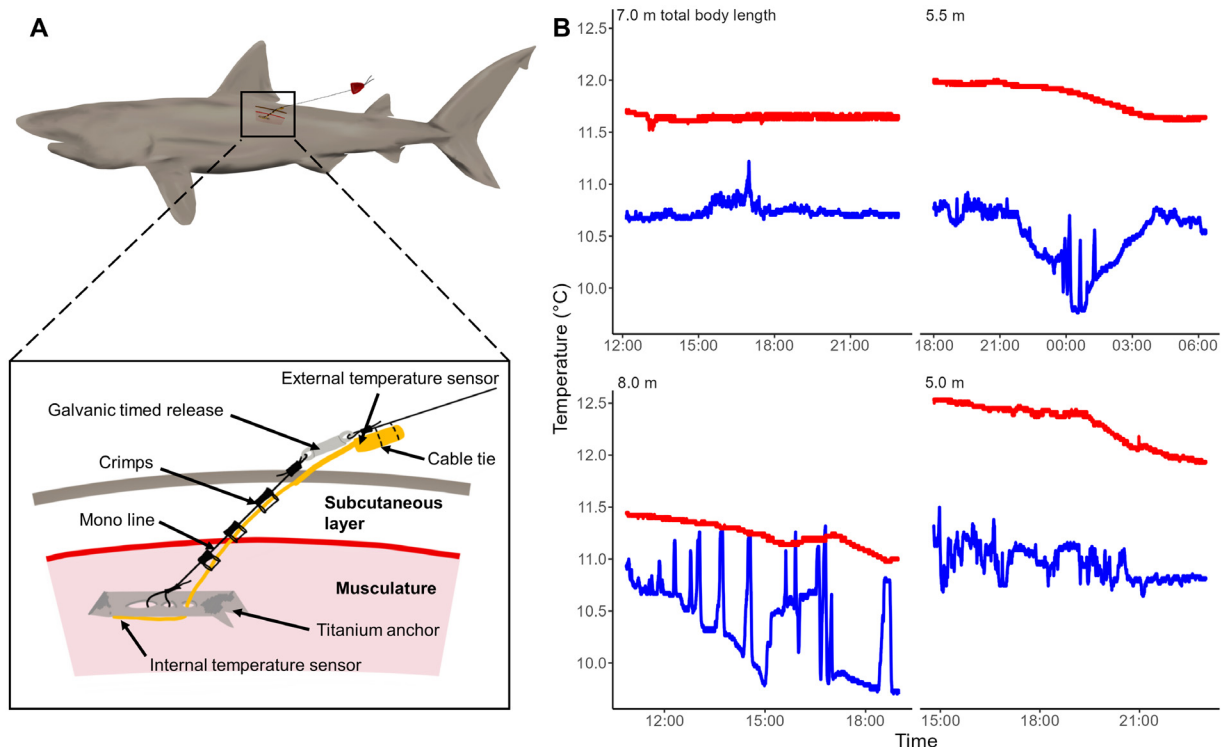 A
External temperature sensor
Galvanic timed release
Crimps
Cable tie
Subcutaneous
layer
Mono line
Musculature
Titanium anchor
Internal temperature sensor
B
7.0 m total body length
5.5 m
12.5
12.0
11.5
11.0
10.5
10.0
12:00 15:00 18:00 21:00
18:00 21:00 00:00 03:00 06:00
8.0 m
5.0 m
12.5
12.0
11.5
11.0
10.5
10.0
12:00 15:00 18:00
15:00 18:00 21:00
Temperature (°C)
Time